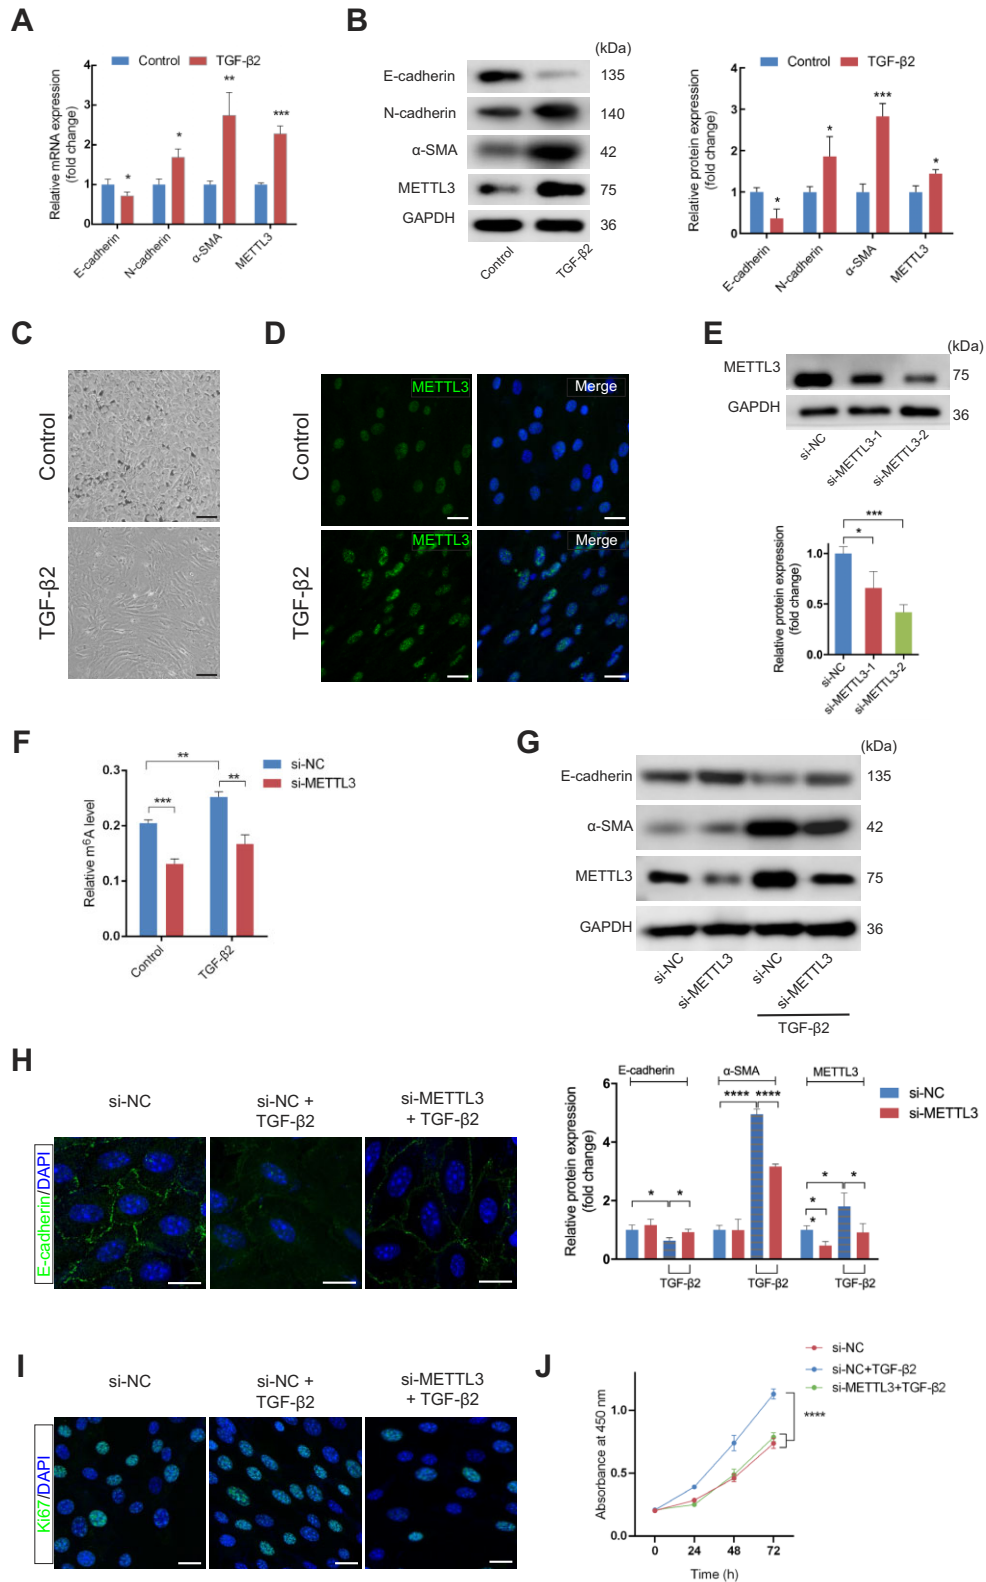 A
Control
TGF-β2
Relative mRNA expression
(fold change)
4
3
2
1
0
*
*
**
***
E-cadherin
N-cadherin
α-SMA
METTL3
B
(kDa)
E-cadherin
135
N-cadherin
140
α-SMA
42
METTL3
75
GAPDH
36
Control
TGF-β2
Control
TGF-β2
Relative protein expression
(fold change)
4
3
2
1
0
*
*
***
*
E-cadherin
N-cadherin
α-SMA
METTL3
C
Control
TGF-β2
D
Control
METTL3
Merge
TGF-β2
METTL3
Merge
E
(kDa)
METTL3
75
GAPDH
36
si-NC
si-METTL3-1
si-METTL3-2
Relative protein expression
(fold change)
1.0
0.5
0.0
***
*
si-NC
si-METTL3-1
si-METTL3-2
F
si-NC
si-METTL3
Relative m⁶A level
0.3
0.2
0.1
0.0
**
***
**
Control
TGF-β2
G
(kDa)
E-cadherin
135
α-SMA
42
METTL3
75
GAPDH
36
si-NC
si-METTL3
si-NC
si-METTL3
TGF-β2
E-cadherin
α-SMA
METTL3
si-NC
si-METTL3
Relative protein expression
(fold change)
6
4
2
0
*
*
****
****
*
*
*
*
TGF-β2
TGF-β2
TGF-β2
H
si-NC
si-NC +
TGF-β2
si-METTL3
+ TGF-β2
E-cadherin/DAPI
I
si-NC
si-NC +
TGF-β2
si-METTL3
+ TGF-β2
Ki67/DAPI
J
si-NC
si-NC+TGF-β2
si-METTL3+TGF-β2
Absorbance at 450 nm
1.0
0.5
0.0
****
0
24
48
72
Time (h)